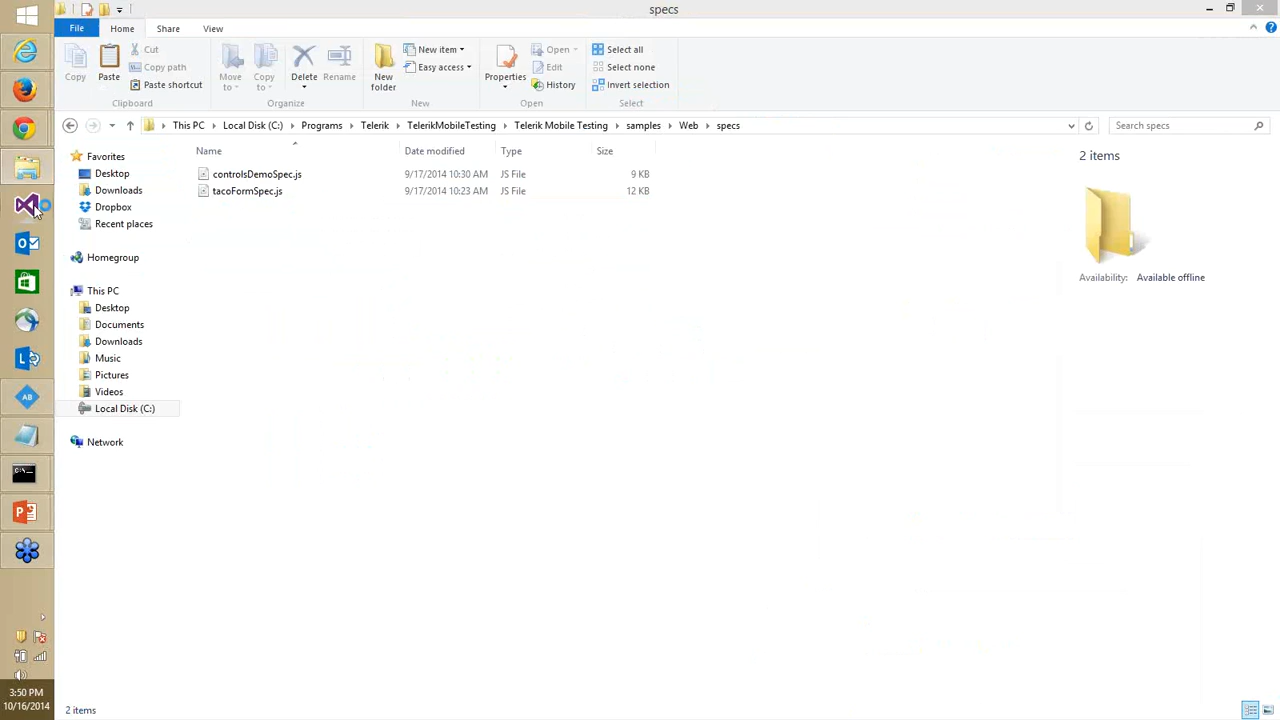 specs
File Home Share View
Copy
Paste
Cut
Copy path
Paste shortcut
Clipboard
Move to
Copy to
Delete
Rename
Organize
New folder
New item
Easy access
New
Properties
Open
Edit
History
Open
Select all
Select none
Invert selection
Select
This PC Local Disk (C:) Programs Telerik TelerikMobileTesting Telerik Mobile Testing samples Web specs
Search specs
Name Date modified Type Size
controlsDemoSpec.js 9/17/2014 10:30 AM JS File 9 KB
tacoFormSpec.js 9/17/2014 10:23 AM JS File 12 KB
Favorites
Desktop
Downloads
Dropbox
Recent places
Homegroup
This PC
Desktop
Documents
Downloads
Music
Pictures
Videos
Local Disk (C:)
Network
2 items
Availability: Available offline
AB
3:50 PM
10/16/2014
2 items